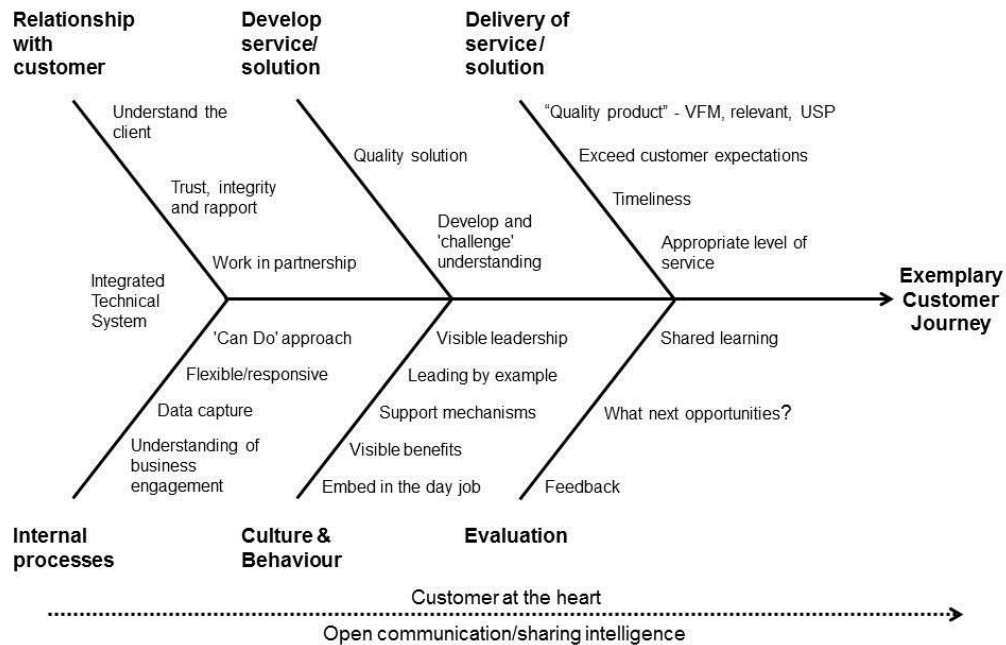 Relationship
with
customer
Develop
service/
solution
Delivery of
service/
solution
Understand the
client
Trust, integrity
and rapport
Work in partnership
Quality solution
Develop and
'challenge'
understanding
“Quality product” - VFM, relevant, USP
Exceed customer expectations
Timeliness
Appropriate level of
service
Exemplary
Customer
Journey
Integrated
Technical
System
'Can Do' approach
Flexible/responsive
Data capture
Understanding of
business
engagement
Visible leadership
Leading by example
Support mechanisms
Visible benefits
Embed in the day job
Shared learning
What next opportunities?
Feedback
Internal
processes
Culture &
Behaviour
Evaluation
Customer at the heart
Open communication/sharing intelligence